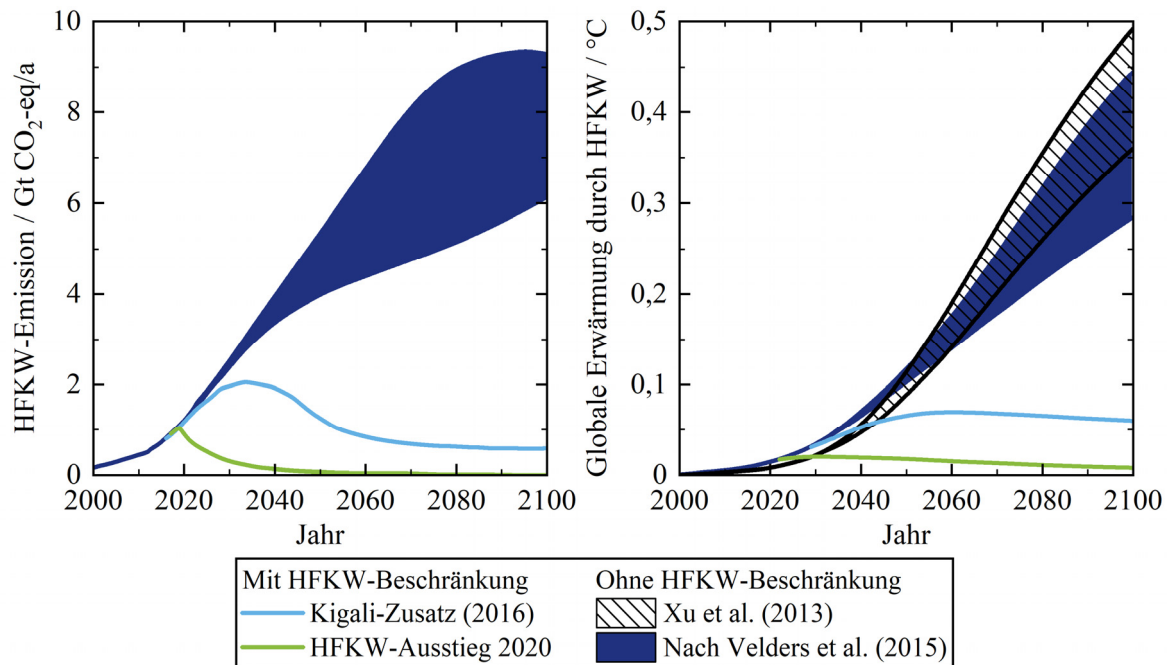 HFKW-Emission / Gt CO₂-eq/a
10
8
6
4
2
0
2000 2020 2040 2060 2080 2100
Jahr
Globale Erwärmung durch HFKW / °C
0,5
0,4
0,3
0,2
0,1
0
2000 2020 2040 2060 2080 2100
Jahr
Mit HFKW-Beschränkung
Kigali-Zusatz (2016)
HFKW-Ausstieg 2020
Ohne HFKW-Beschränkung
Xu et al. (2013)
Nach Velders et al. (2015)